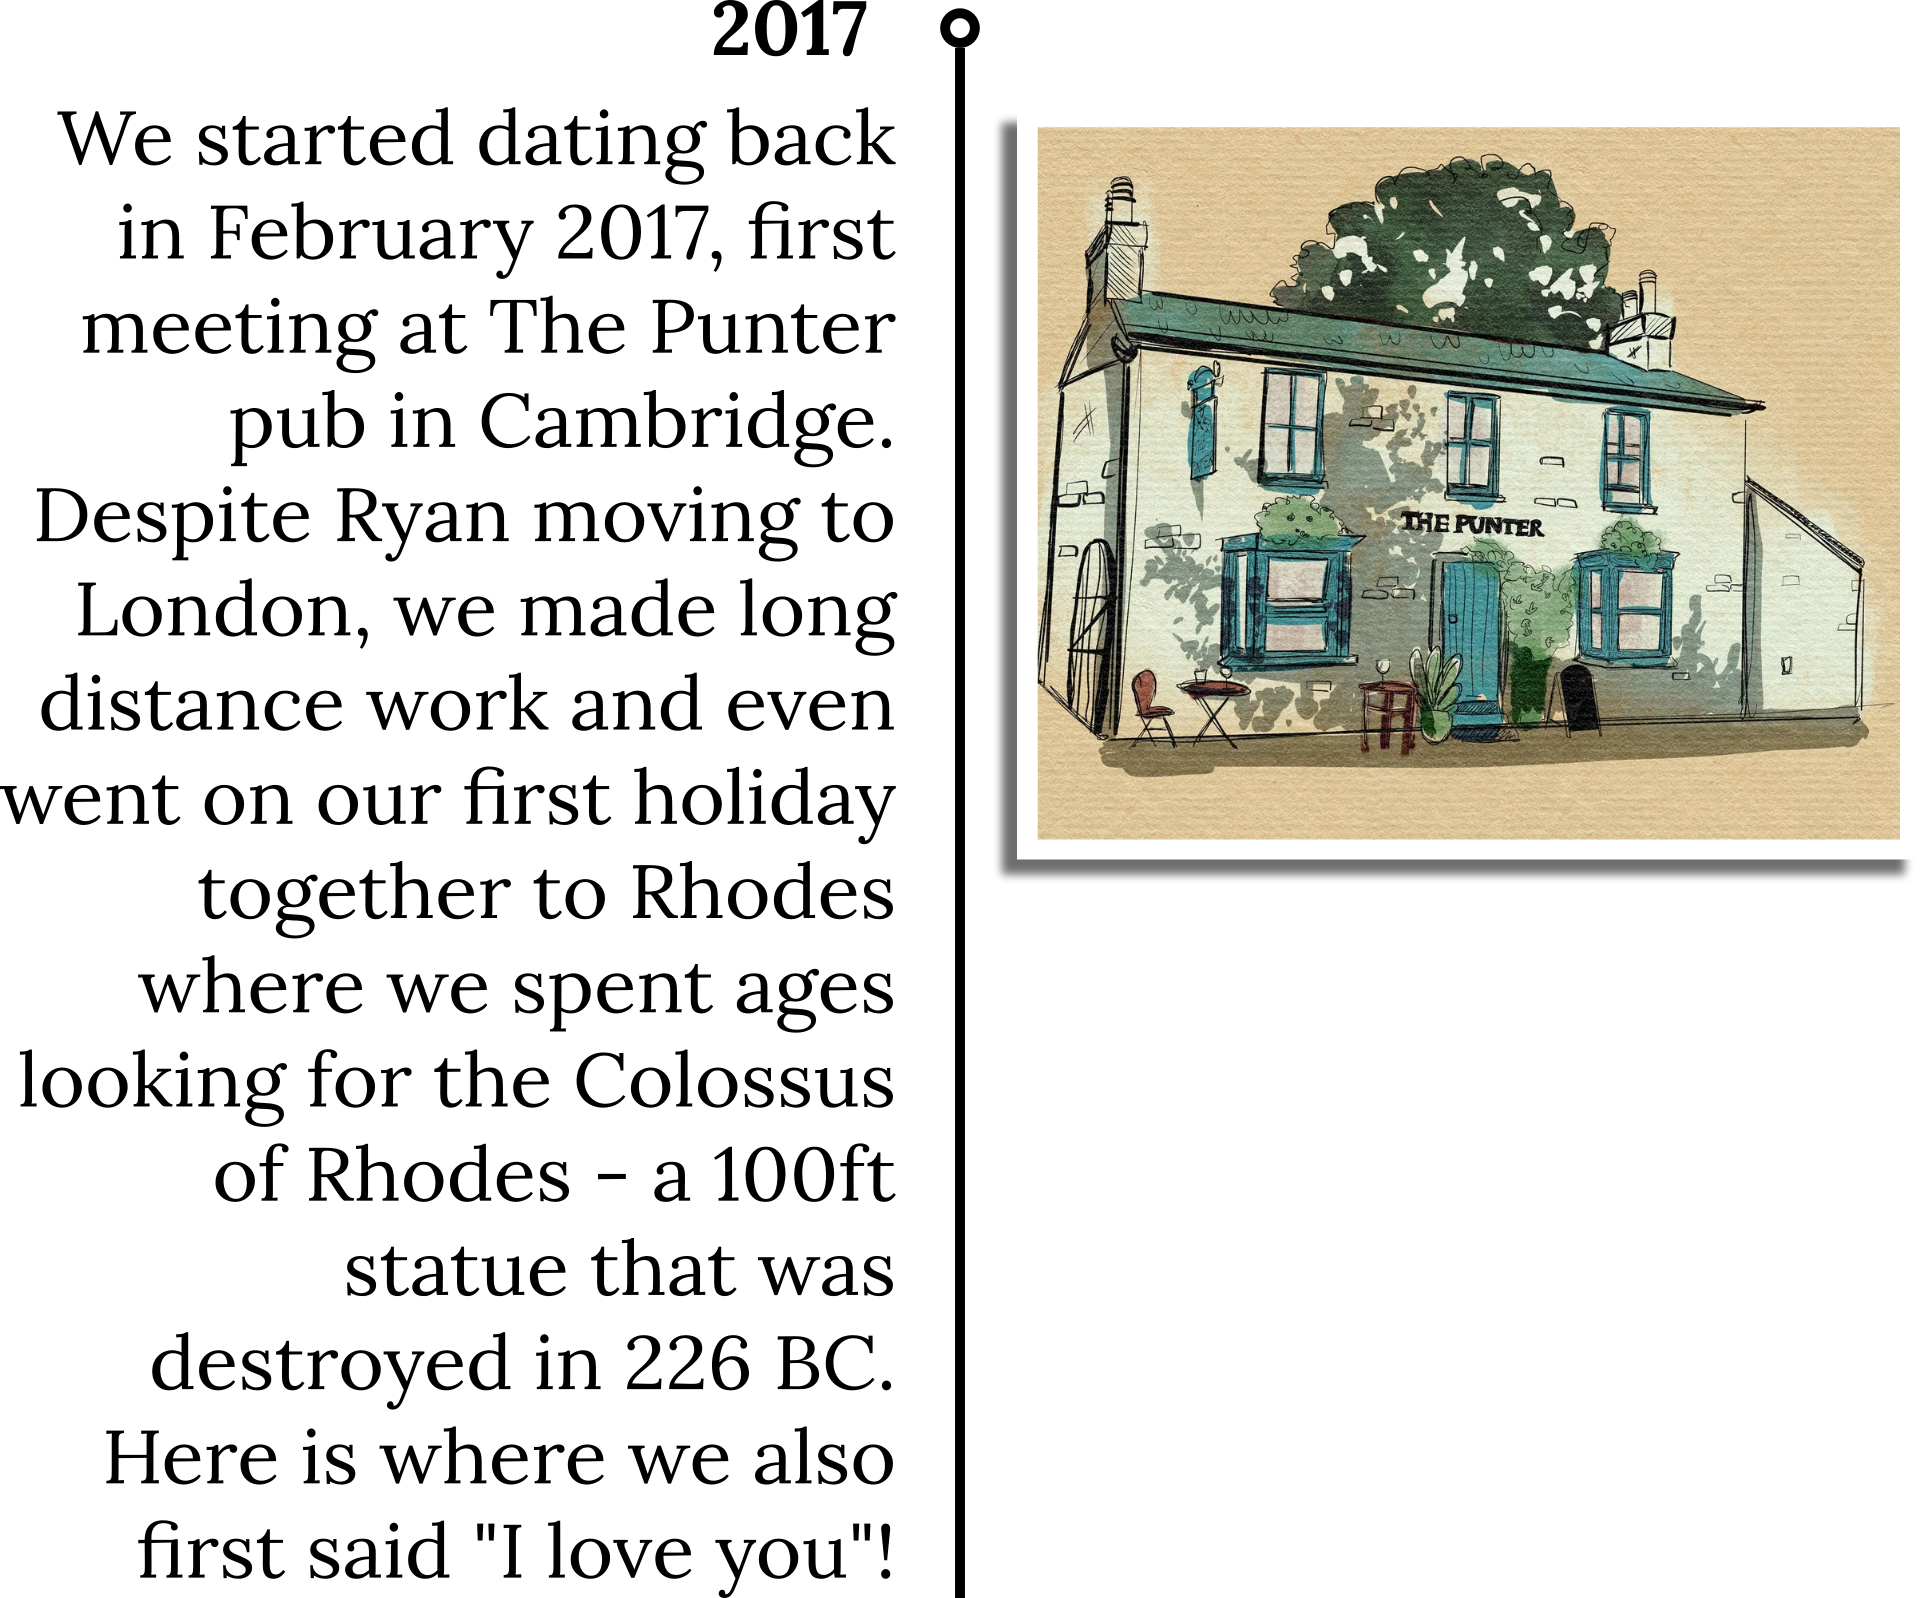 2017
We started dating back
in February 2017, first
meeting at The Punter
pub in Cambridge.
Despite Ryan moving to
London, we made long
distance work and even
went on our first holiday
together to Rhodes
where we spent ages
looking for the Colossus
of Rhodes - a 100ft
statue that was
destroyed in 226 BC.
Here is where we also
first said "I love you"!
THE PUNTER